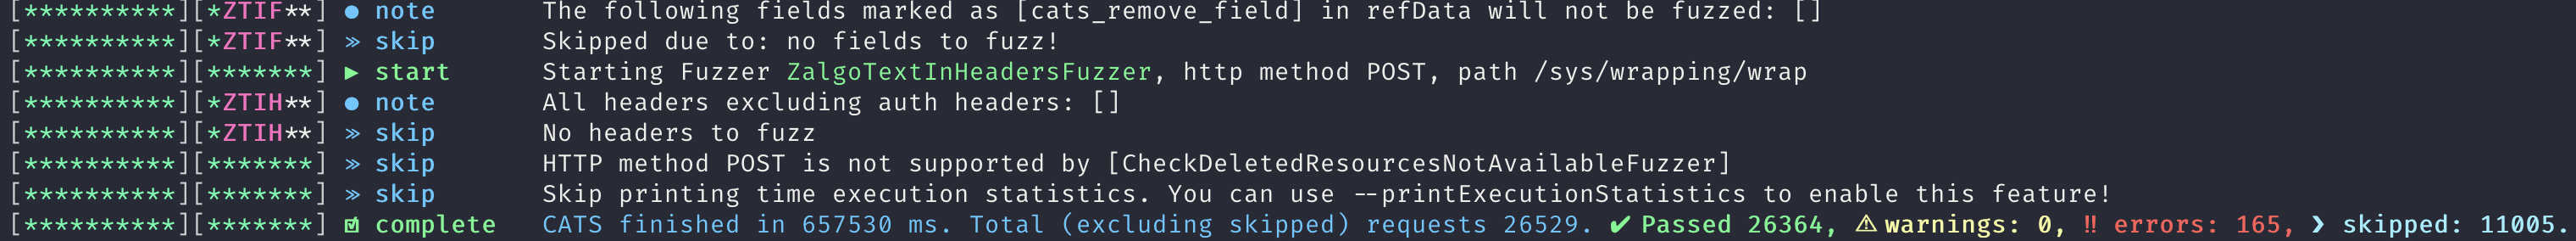 [**********][*ZTIF**] ● note The following fields marked as [cats_remove_field] in refData will not be fuzzed: []
[**********][*ZTIF**] » skip Skipped due to: no fields to fuzz!
[**********][*******] ▶ start Starting Fuzzer ZalgoTextInHeadersFuzzer, http method POST, path /sys/wrapping/wrap
[**********][*ZTIH**] ● note All headers excluding auth headers: []
[**********][*ZTIH**] » skip No headers to fuzz
[**********][*******] » skip HTTP method POST is not supported by [CheckDeletedResourcesNotAvailableFuzzer]
[**********][*******] » skip Skip printing time execution statistics. You can use --printExecutionStatistics to enable this feature!
[**********][*******] ☑ complete CATS finished in 657530 ms. Total (excluding skipped) requests 26529. ✔ Passed 26364, ⚠ warnings: 0, ‼ errors: 165, ❯ skipped: 11005.